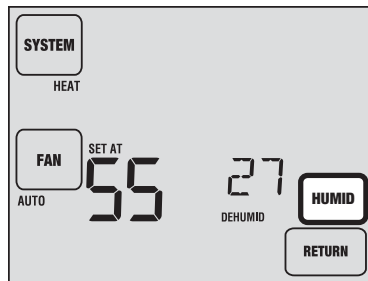 SYSTEM
HEAT
FAN
SET AT
AUTO
55
27
DEHUMID
HUMID
RETURN